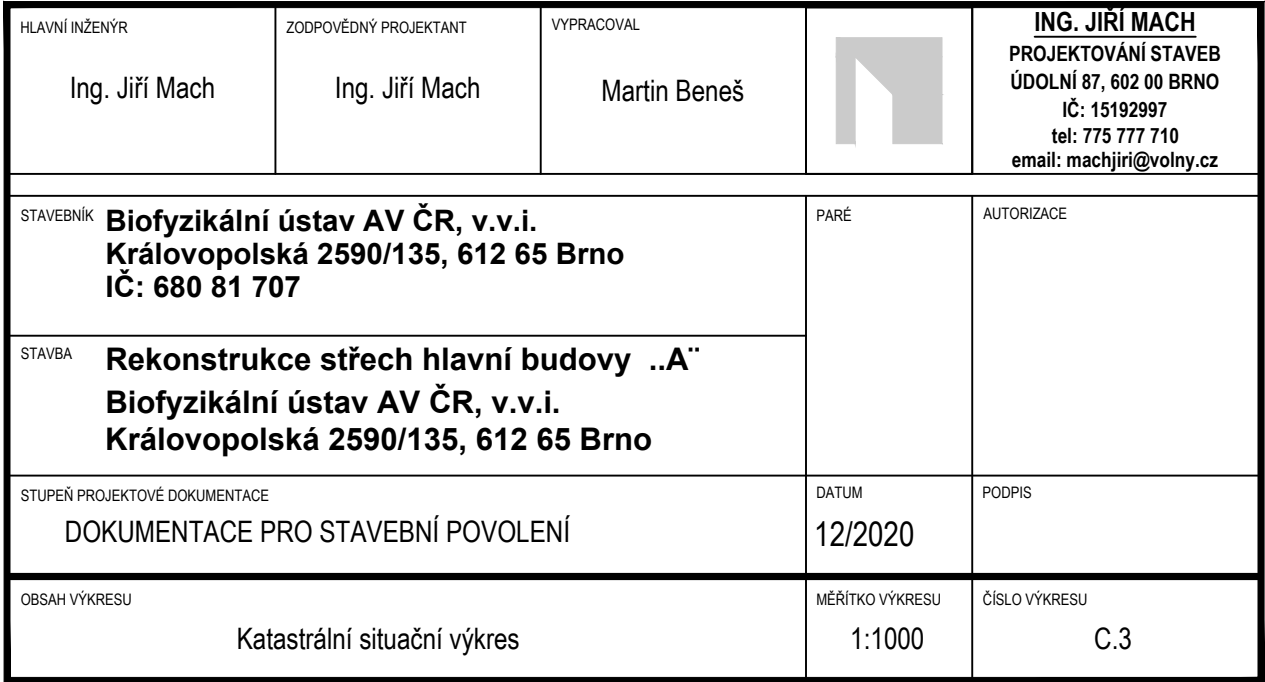 HLAVNÍ INŽENÝR
Ing. Jiří Mach
ZODPOVĚDNÝ PROJEKTANT
Ing. Jiří Mach
VYPRACOVAL
Martin Beneš
ING. JIŘÍ MACH
PROJEKTOVÁNÍ STAVEB
ÚDOLNÍ 87, 602 00 BRNO
IČ: 15192997
tel: 775 777 710
email: machjiri@volny.cz
STAVEBNÍK
Biofyzikální ústav AV ČR, v.v.i.
Královopolská 2590/135, 612 65 Brno
IČ: 680 81 707
PARÉ
AUTORIZACE
STAVBA
Rekonstrukce střech hlavní budovy ..A¨
Biofyzikální ústav AV ČR, v.v.i.
Královopolská 2590/135, 612 65 Brno
STUPEŇ PROJEKTOVÉ DOKUMENTACE
DOKUMENTACE PRO STAVEBNÍ POVOLENÍ
DATUM
12/2020
PODPIS
OBSAH VÝKRESU
Katastrální situační výkres
MĚŘÍTKO VÝKRESU
1:1000
ČÍSLO VÝKRESU
C.3